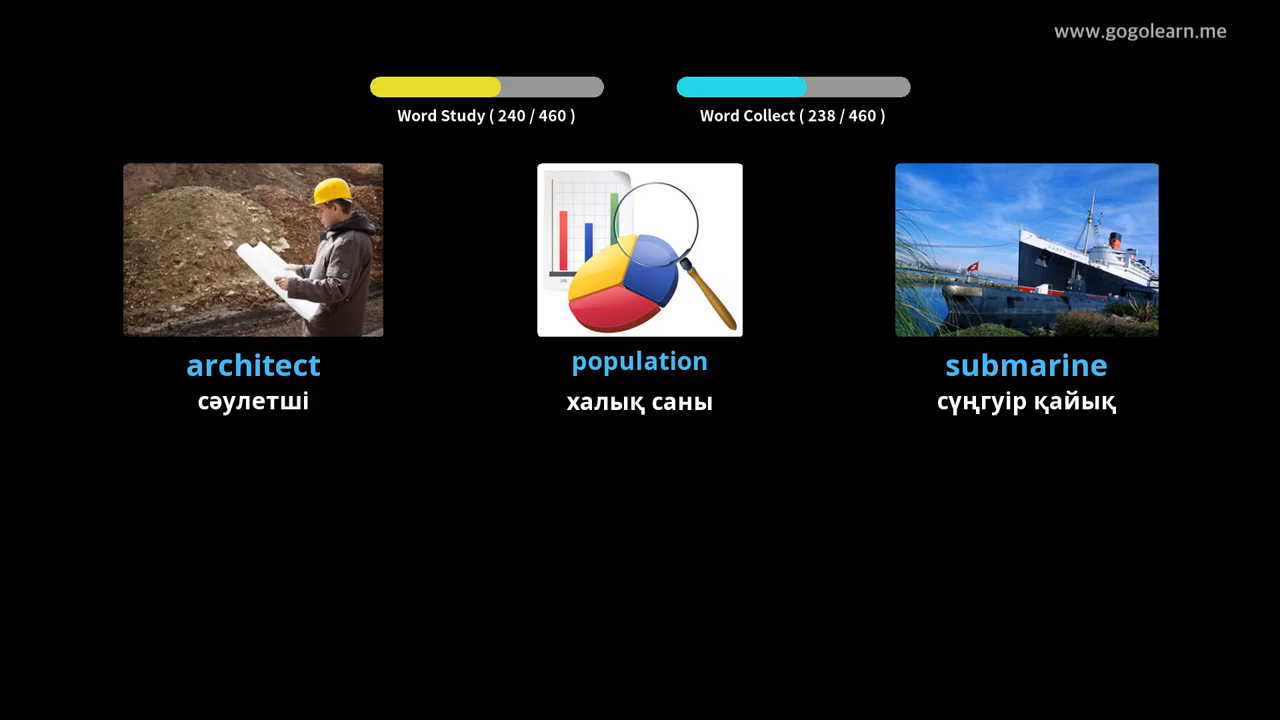 www.gogolearn.me
Word Study ( 240 / 460 )
Word Collect ( 238 / 460 )
architect
population
submarine
сәулетші
халық саны
сүңгуір қайық